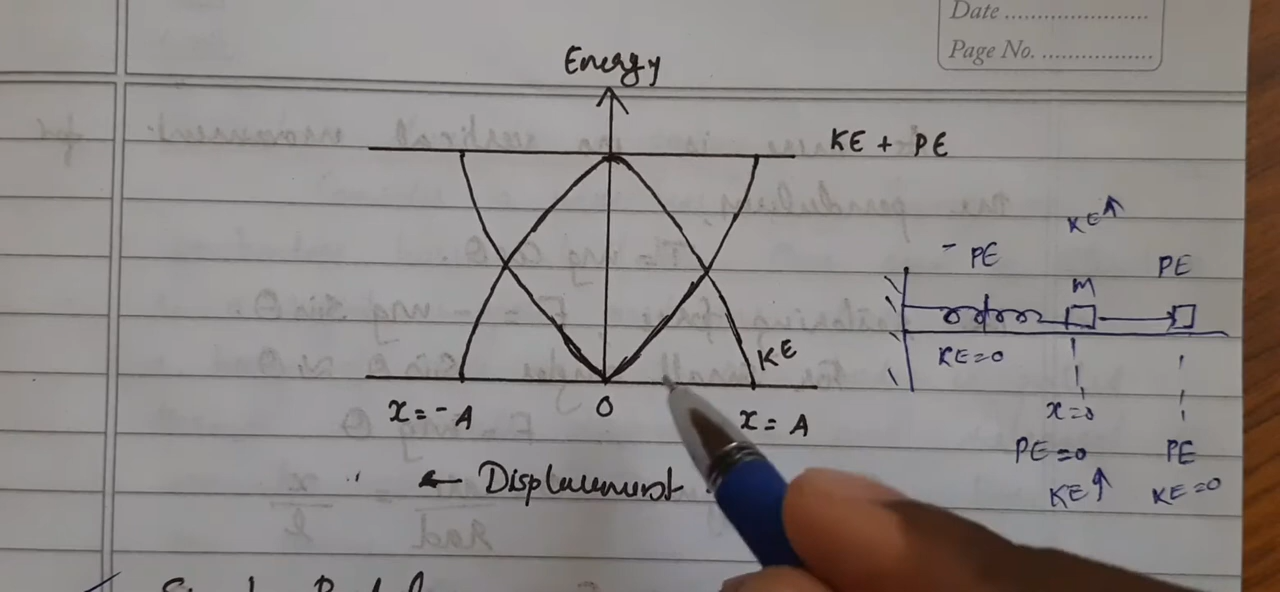 Date
Page No.
Energy
KE + PE
KE↑
- PE
PE
M
KE
KE=0
x = - A
0
x = A
x=0
PE=0
PE
KE↑
KE=0
← Displacement